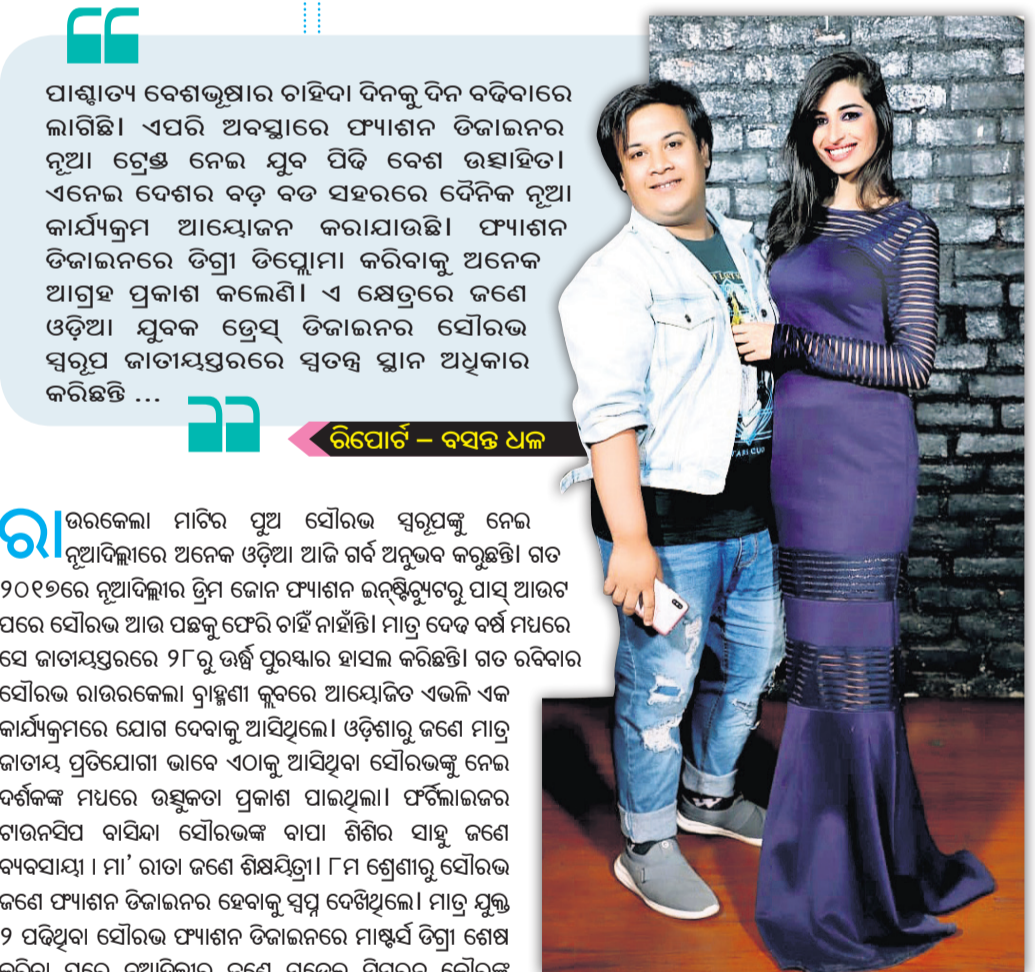 ପାଶ୍ଚାତ୍ୟ ବେଶଭୂଷାର ଚାହିଦା ଦିନକୁ ଦିନ ବଢିବାରେ
ଲାଗିଛି। ଏପରି ଅବସ୍ଥାରେ ଫ୍ୟାଶନ ଡିଜାଇନର
ନୂଆ ଟ୍ରେଣ୍ଡ ନେଇ ଯୁବ ପିଢି ବେଶ ଉତ୍ସାହିତ।
ଏନେଇ ଦେଶର ବଡ଼ ବଡ ସହରରେ ଦୈନିକ ନୂଆ
କାର୍ଯ୍ୟକ୍ରମ ଆୟୋଜନ କରାଯାଉଛି। ଫ୍ୟାଶନ
ଡିଜାଇନରେ ଡିଗ୍ରୀ ଡିପ୍ଲୋମା କରିବାକୁ ଅନେକ
ଆଗ୍ରହ ପ୍ରକାଶ କଲେଣି। ଏ କ୍ଷେତ୍ରରେ ଜଣେ
ଓଡ଼ିଆ ଯୁବକ ଡ୍ରେସ୍ ଡିଜାଇନର ସୌରଭ
ସ୍ୱରୂପ ଜାତୀୟସ୍ତରରେ ସ୍ୱତନ୍ତ୍ର ସ୍ଥାନ ଅଧିକାର
କରିଛନ୍ତି ...
ରିପୋର୍ଟ – ବସନ୍ତ ଧଳ
ରାଉରକେଲା ମାଟିର ପୁଅ ସୌରଭ ସ୍ୱରୂପଙ୍କୁ ନେଇ
ନୂଆଦିଲ୍ଲୀରେ ଅନେକ ଓଡ଼ିଆ ଆଜି ଗର୍ବ ଅନୁଭବ କରୁଛନ୍ତି। ଗତ
୨୦୧୭ରେ ନୂଆଦିଲ୍ଲୀର ଡ୍ରିମ ଜୋନ ଫ୍ୟାଶନ ଇନ୍‌ଷ୍ଟିଚ୍ୟୁଟରୁ ପାସ୍ ଆଉଟ
ପରେ ସୌରଭ ଆଉ ପଛକୁ ଫେରି ଚାହିଁ ନାହାଁନ୍ତି। ମାତ୍ର ଦେଢ ବର୍ଷ ମଧ୍ୟରେ
ସେ ଜାତୀୟସ୍ତରରେ ୨୮ରୁ ଊର୍ଦ୍ଧ୍ୱ ପୁରସ୍କାର ହାସଲ କରିଛନ୍ତି। ଗତ ରବିବାର
ସୌରଭ ରାଉରକେଲା ବ୍ରାହ୍ମଣୀ କ୍ଲବରେ ଆୟୋଜିତ ଏଭଳି ଏକ
କାର୍ଯ୍ୟକ୍ରମରେ ଯୋଗ ଦେବାକୁ ଆସିଥିଲେ। ଓଡ଼ିଶାରୁ ଜଣେ ମାତ୍ର
ଜାତୀୟ ପ୍ରତିଯୋଗୀ ଭାବେ ଏଠାକୁ ଆସିଥିବା ସୌରଭଙ୍କୁ ନେଇ
ଦର୍ଶକଙ୍କ ମଧ୍ୟରେ ଉତ୍ସୁକତା ପ୍ରକାଶ ପାଇଥିଲା। ଫର୍ଟିଲାଇଜର
ଟାଉନସିପ ବାସିନ୍ଦା ସୌରଭଙ୍କ ବାପା ଶିଶିର ସାହୁ ଜଣେ
ବ୍ୟବସାୟୀ । ମା’ ରୀତା ଜଣେ ଶିକ୍ଷୟିତ୍ରୀ। ୮ମ ଶ୍ରେଣୀରୁ ସୌରଭ
ଜଣେ ଫ୍ୟାଶନ ଡିଜାଇନର ହେବାକୁ ସ୍ୱପ୍ନ ଦେଖିଥିଲେ। ମାତ୍ର ଯୁକ୍ତ
୨ ପଢିଥିବା ସୌରଭ ଫ୍ୟାଶନ ଡିଜାଇନରେ ମାଷ୍ଟର୍ସ ଡିଗ୍ରୀ ଶେଷ